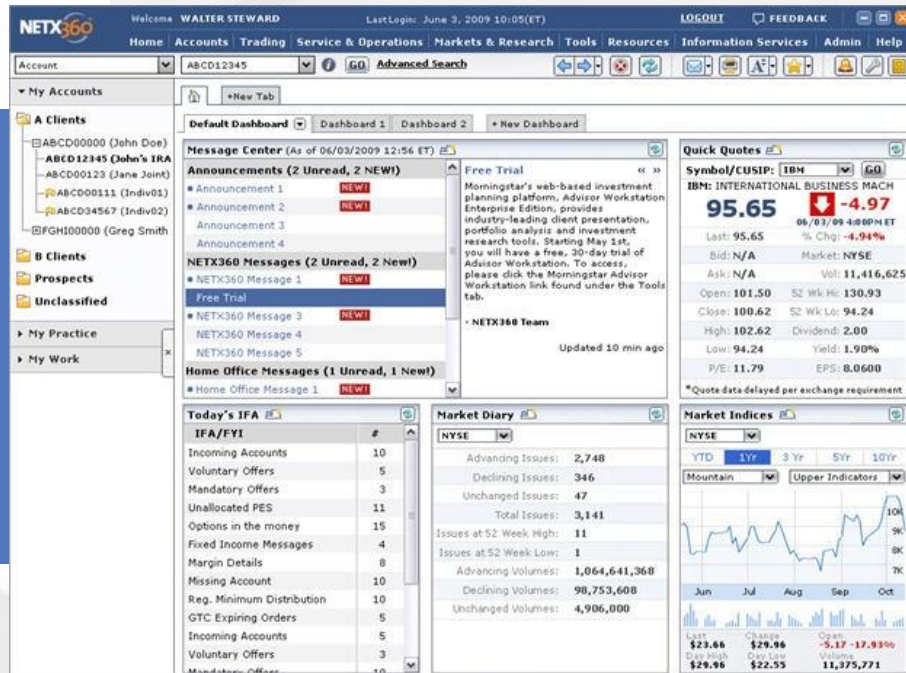 NETX360
Welcome WALTER STEWARD LastLogin: June 3, 2009 10:05(ET) LOGOUT FEEDBACK
Home Accounts Trading Service & Operations Markets & Research Tools Resources Information Services Admin Help
Account ABCD12345 GO Advanced Search
My Accounts
A Clients
ABCD00000 (John Doe)
ABCD12345 (John's IRA
ABCD00123 (Jane Joint)
ABCD00111 (Indiv01)
ABCD34567 (Indiv02)
FGHI00000 (Greg Smith
B Clients
Prospects
Unclassified
My Practice
My Work
+New Tab
Default Dashboard Dashboard 1 Dashboard 2 + New Dashboard
Message Center (As of 06/03/2009 12:56 ET)
Announcements (2 Unread, 2 NEW!)
Announcement 1 NEW!
Announcement 2 NEW!
Announcement 3
Announcement 4
NETX360 Messages (2 Unread, 2 New!)
NETX360 Message 1 NEW!
Free Trial
NETX360 Message 3 NEW!
NETX360 Message 4
NETX360 Message 5
Home Office Messages (1 Unread, 1 New!)
Home Office Message 1 NEW!
Free Trial « »
Morningstar's web-based investment
planning platform, Advisor Workstation
Enterprise Edition, provides
industry-leading client presentation,
portfolio analysis and investment
research tools. Starting May 1st,
you will have a free, 30-day trial of
Advisor Workstation. To access,
please click the Morningstar Advisor
Workstation link found under the Tools
tab.
- NETX360 Team
Updated 10 min ago
Quick Quotes
Symbol/CUSIP: IBM GO
IBM: INTERNATIONAL BUSINESS MACH
95.65 -4.97
06/03/09 4:00PM ET
Last: 95.65 % Chg: -4.94%
Bid: N/A Market: NYSE
Ask: N/A Vol: 11,416,625
Open: 101.50 52 Wk Hi: 130.93
Close: 100.62 52 Wk Lo: 94.24
High: 102.62 Dividend: 2.00
Low: 94.24 Yield: 1.90%
P/E: 11.79 EPS: 8.0600
*Quote data delayed per exchange requirement
Today's IFA
IFA/FYI #
Incoming Accounts 10
Voluntary Offers 5
Mandatory Offers 3
Unallocated PES 11
Options in the money 15
Fixed Income Messages 4
Margin Details 8
Missing Account 10
Reg. Minimum Distribution 10
GTC Expiring Orders 5
Incoming Accounts 5
Voluntary Offers 3
Mandatory Offers 10
Market Diary
NYSE
Advancing Issues: 2,748
Declining Issues: 346
Unchanged Issues: 47
Total Issues: 3,141
Issues at 52 Week High: 11
Issues at 52 Week Low: 1
Advancing Volumes: 1,064,641,368
Declining Volumes: 98,753,608
Unchanged Volumes: 4,906,000
Market Indices
NYSE
YTD 1Yr 3 Yr 5Yr 10Yr
Mountain Upper Indicators
10K
9K
8K
7K
Jun Jul Aug Sep Oct
Last Change Open
$23.66 $29.96 -5.17 -17.93%
Day High Day Low Volume
$29.96 $22.55 11,375,771